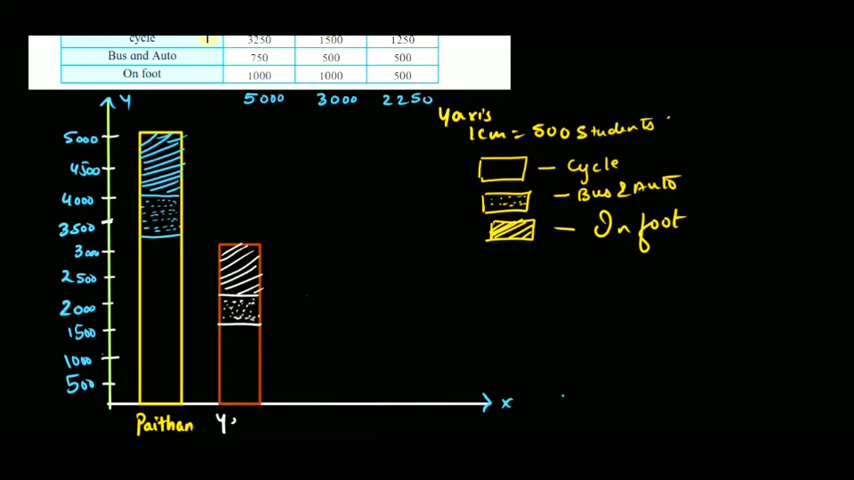 cycle 3250 1500 1250
Bus and Auto 750 500 500
On foot 1000 1000 500
5000 3000 2250
Y
Yaxis
1cm = 500 Students
Cycle
Bus & Auto
On foot
5000
4500
4000
3500
3000
2500
2000
1500
1000
500
X
Paithan Y